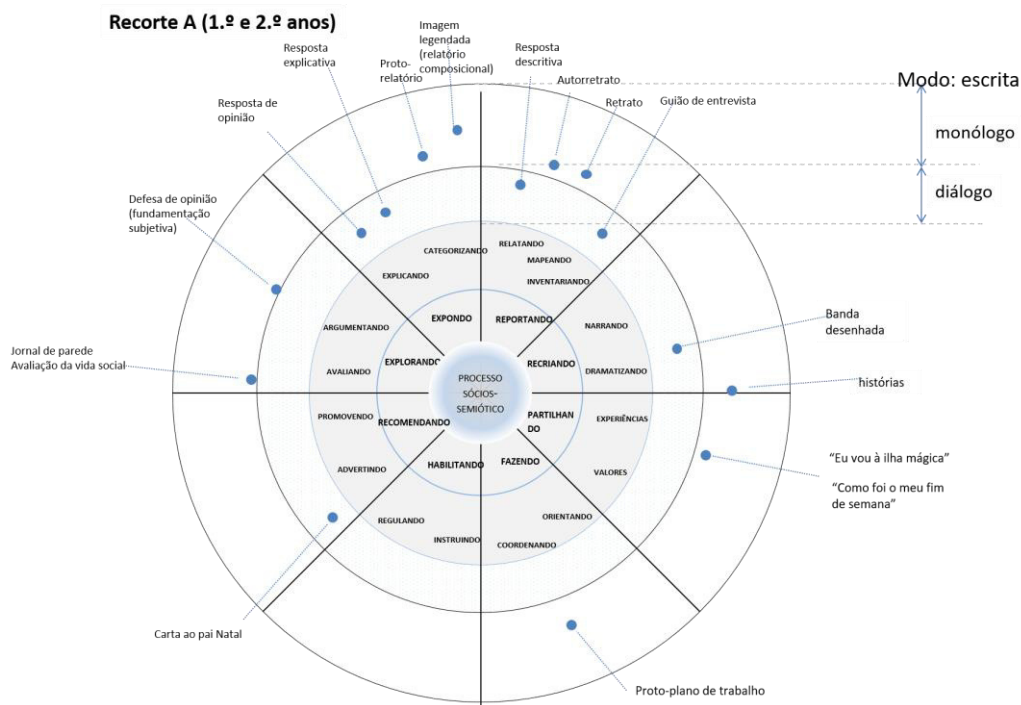 Recorte A (1.º e 2.º anos)
Imagem
legendada
(relatório
composicional)
Resposta
explicativa
Proto-
relatório
Resposta
descritiva
Autorretrato
Retrato
Guião de entrevista
Modo: escrita
monólogo
diálogo
Resposta de
opinião
Defesa de opinião
(fundamentação
subjetiva)
Jornal de parede
Avaliação da vida social
Carta ao pai Natal
Banda
desenhada
histórias
“Eu vou à ilha mágica”
“Como foi o meu fim
de semana”
Proto-plano de trabalho
CATEGORIZANDO
EXPLICANDO
RELATANDO
MAPEANDO
INVENTARIANDO
ARGUMENTANDO
AVALIANDO
NARRANDO
DRAMATIZANDO
PROMOVENDO
ADVERTINDO
EXPERIÊNCIAS
VALORES
REGULANDO
INSTRUINDO
ORIENTANDO
COORDENANDO
EXPONDO
REPORTANDO
EXPLORANDO
RECRIANDO
RECOMENDANDO
PARTILHAN
DO
HABILITANDO
FAZENDO
PROCESSO
SÓCIOS-
SEMIÓTICO